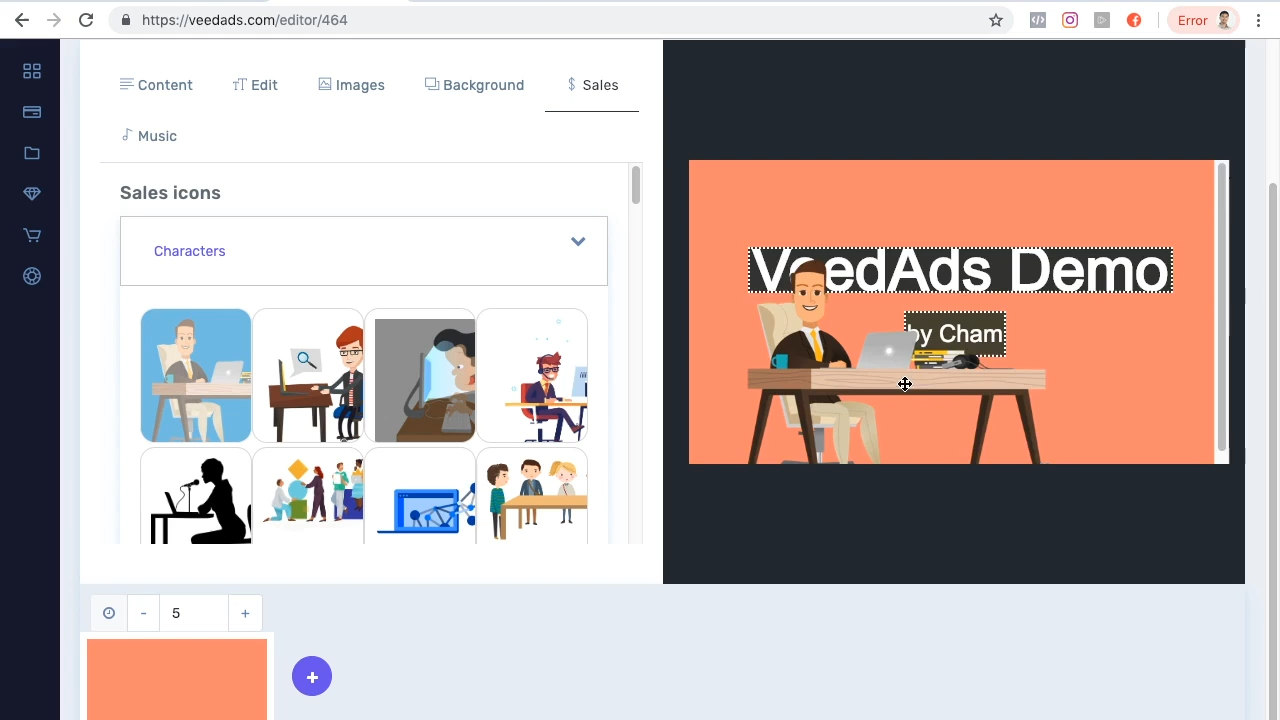 https://veedads.com/editor/464
Error
Content
Edit
Images
Background
$ Sales
Music
Sales icons
Characters
VeedAds Demo
by Cham
- 5 +
+